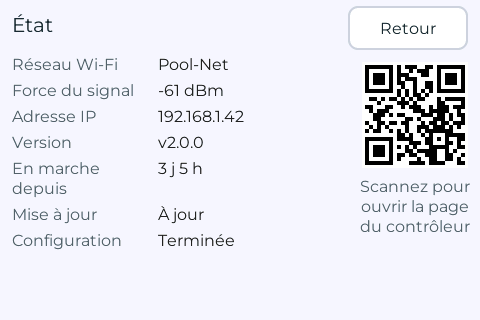 État
Retour
Réseau Wi-Fi Pool-Net
Force du signal -61 dBm
Adresse IP 192.168.1.42
Version v2.0.0
En marche depuis 3 j 5 h
Mise à jour À jour
Configuration Terminée
Scannez pour
ouvrir la page
du contrôleur